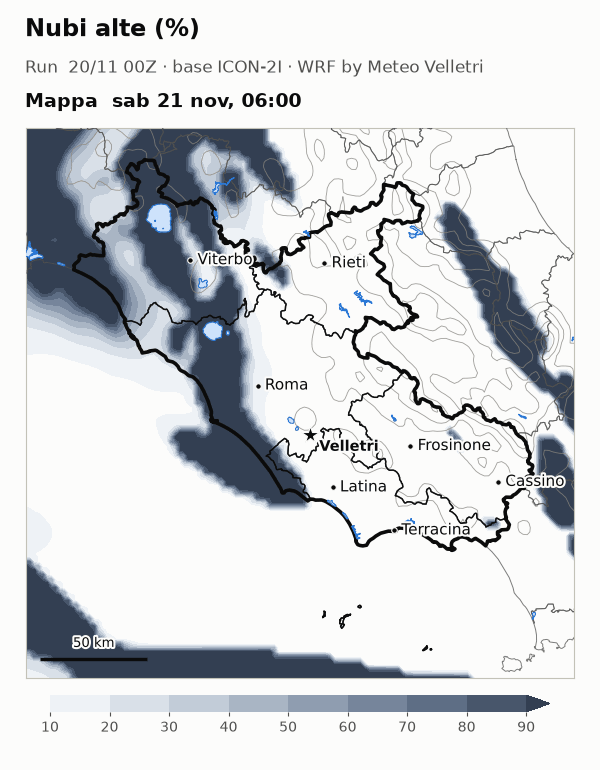 Nubi alte (%)
Run  20/11 00Z · base ICON-2I · WRF by Meteo Velletri
Mappa  sab 21 nov, 06:00
Viterbo
Rieti
Roma
Velletri
Frosinone
Latina
Cassino
Terracina
50 km
10 20 30 40 50 60 70 80 90